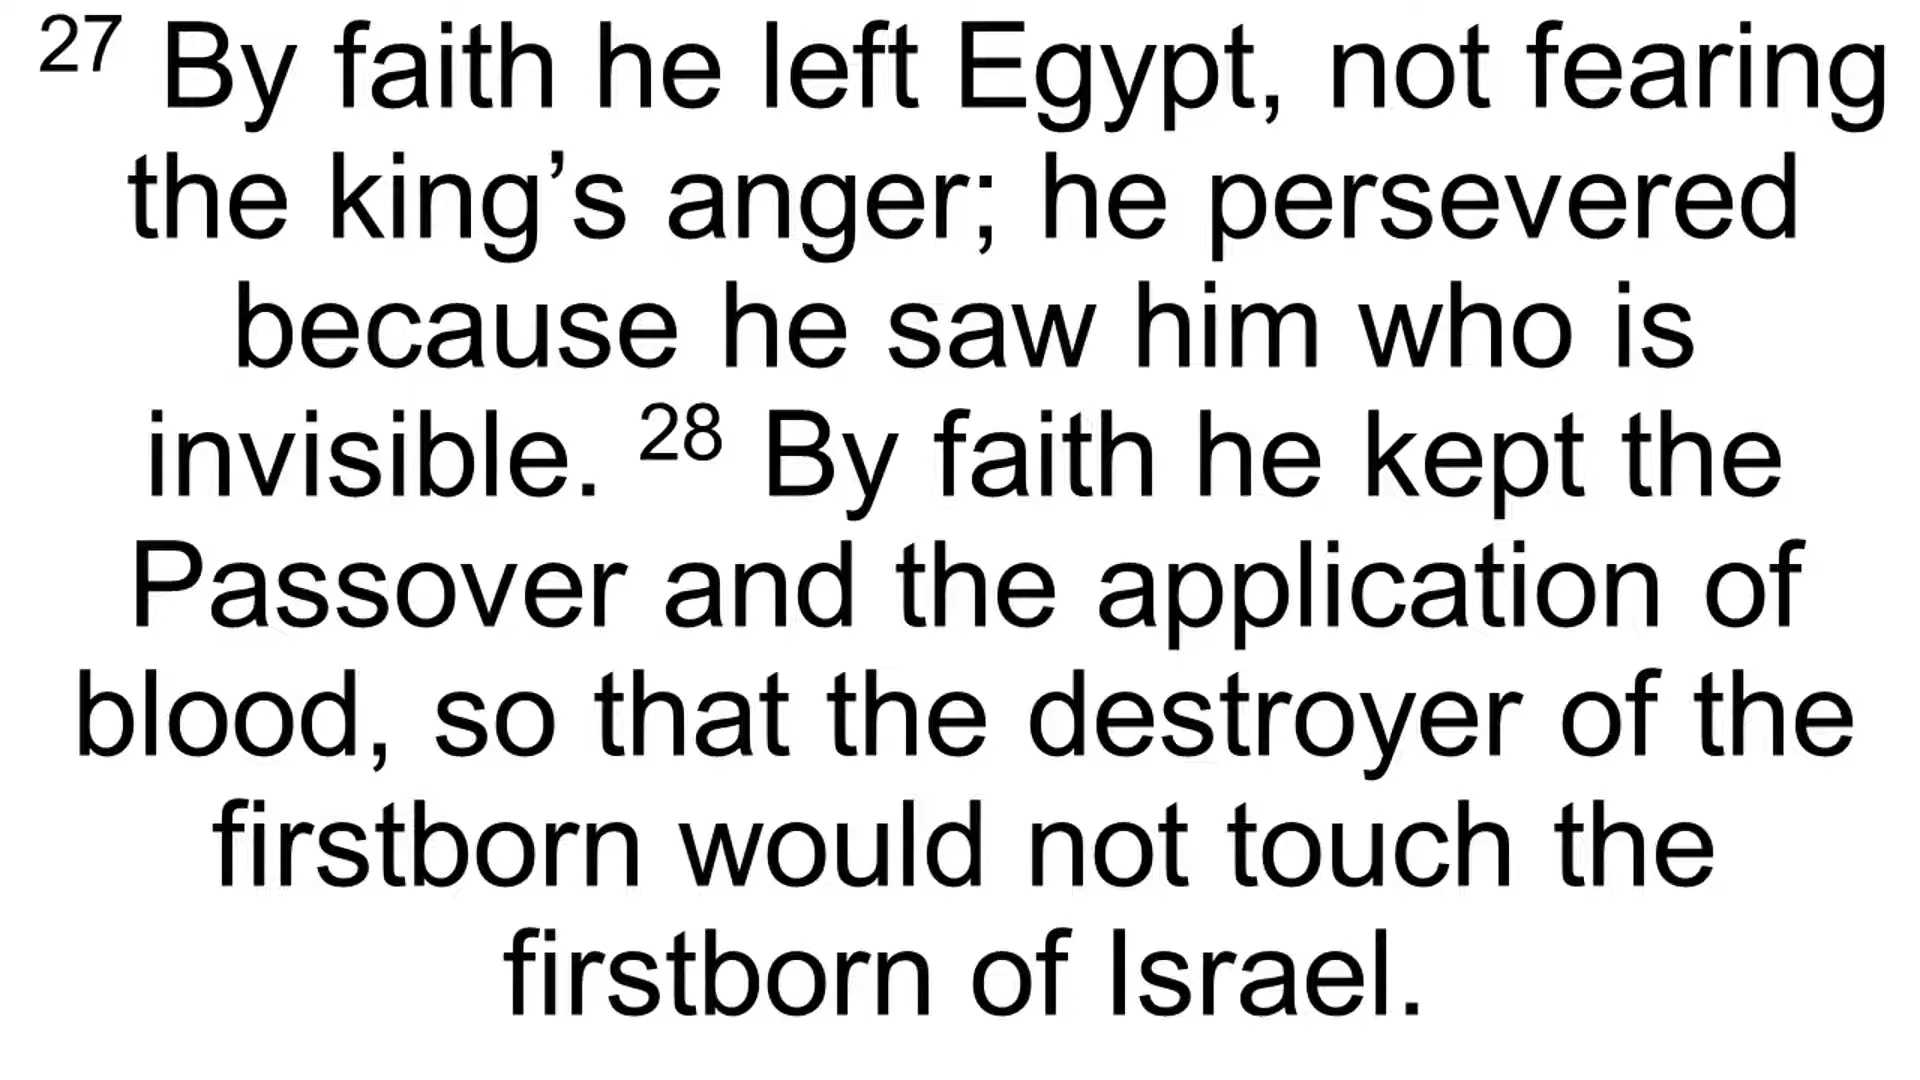 27 By faith he left Egypt, not fearing
the king’s anger; he persevered
because he saw him who is
invisible. 28 By faith he kept the
Passover and the application of
blood, so that the destroyer of the
firstborn would not touch the
firstborn of Israel.